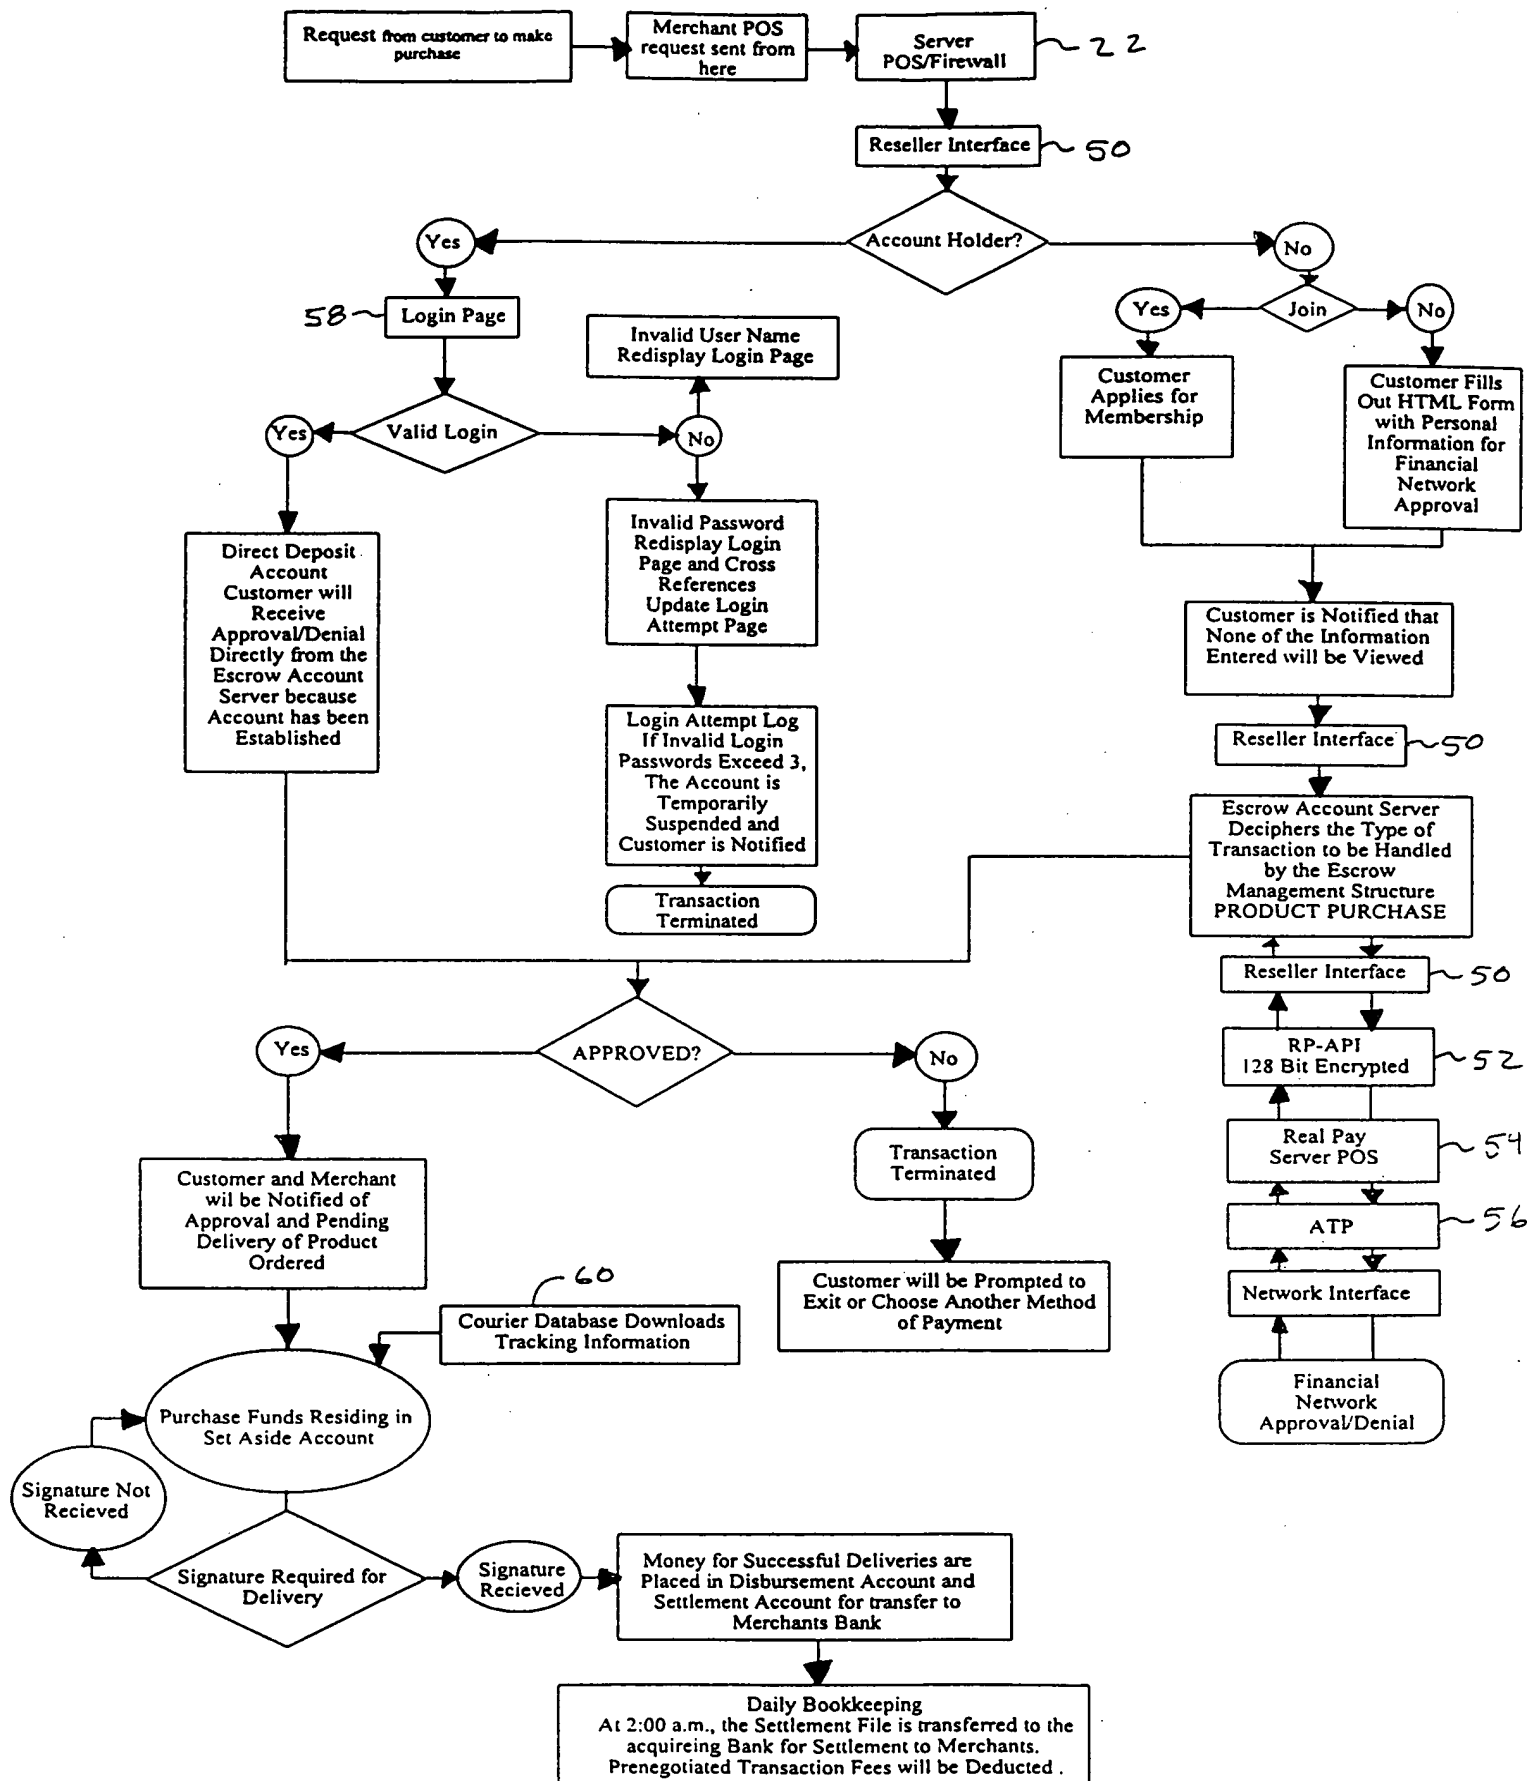 Request from customer to make
purchase
Merchant POS
request sent from
here
Server
POS/Firewall
22
Reseller Interface
50
Account Holder?
Yes
No
58
Login Page
Join
Yes
No
Invalid User Name
Redisplay Login Page
Customer
Applies for
Membership
Customer Fills
Out HTML Form
with Personal
Information for
Financial
Network
Approval
Valid Login
Yes
No
Direct Deposit
Account
Customer will
Receive
Approval/Denial
Directly from the
Escrow Account
Server because
Account has been
Established
Invalid Password
Redisplay Login
Page and Cross
References
Update Login
Attempt Page
Login Attempt Log
If Invalid Login
Passwords Exceed 3,
The Account is
Temporarily
Suspended and
Customer is Notified
Transaction
Terminated
Customer is Notified that
None of the Information
Entered will be Viewed
Reseller Interface
50
Escrow Account Server
Deciphers the Type of
Transaction to be Handled
by the Escrow
Management Structure
PRODUCT PURCHASE
Reseller Interface
50
RP-API
128 Bit Encrypted
52
Real Pay
Server POS
54
ATP
56
Network Interface
Financial
Network
Approval/Denial
APPROVED?
Yes
No
Transaction
Terminated
Customer will be Prompted to
Exit or Choose Another Method
of Payment
Customer and Merchant
wil be Notified of
Approval and Pending
Delivery of Product
Ordered
60
Courier Database Downloads
Tracking Information
Purchase Funds Residing in
Set Aside Account
Signature Not
Recieved
Signature Required for
Delivery
Signature
Recieved
Money for Successful Deliveries are
Placed in Disbursement Account and
Settlement Account for transfer to
Merchants Bank
Daily Bookkeeping
At 2:00 a.m., the Settlement File is transferred to the
acquireing Bank for Settlement to Merchants.
Prenegotiated Transaction Fees will be Deducted .